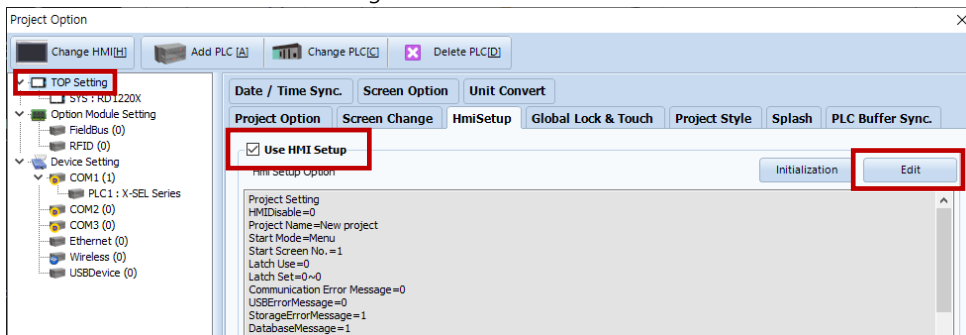 Project Option
Change HMI[H]
Add PLC [A]
Change PLC[C]
Delete PLC[D]
TOP Setting
SYS : RD1220X
Option Module Setting
FieldBus (0)
RFID (0)
Device Setting
COM1 (1)
PLC1 : X-SEL Series
COM2 (0)
COM3 (0)
Ethernet (0)
Wireless (0)
USBDevice (0)
Date / Time Sync.
Screen Option
Unit Convert
Project Option
Screen Change
HmiSetup
Global Lock & Touch
Project Style
Splash
PLC Buffer Sync.
Use HMI Setup
Hmi Setup Option
Initialization
Edit
Project Setting
HMIDisable=0
Project Name=New project
Start Mode=Menu
Start Screen No.=1
Latch Use=0
Latch Set=0~0
Communication Error Message=0
USBErrorMessage=0
StorageErrorMessage=1
DatabaseMessage=1